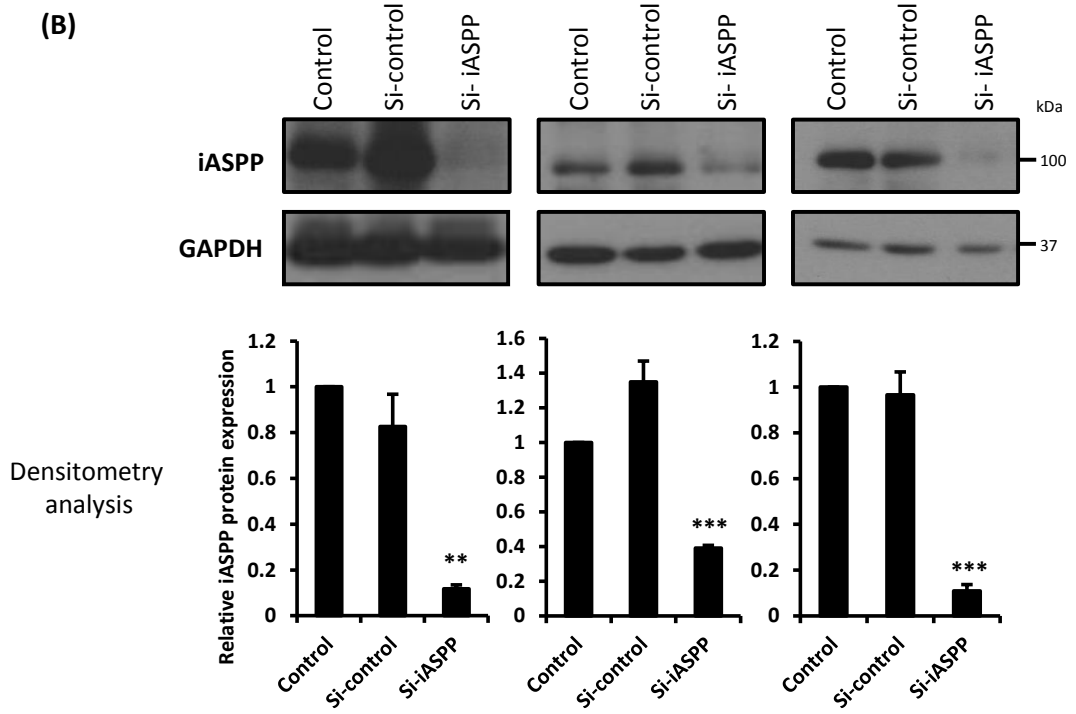 (B)
Control Si-control Si- iASPP Control Si-control Si- iASPP Control Si-control Si- iASPP
kDa
iASPP
100
GAPDH
37
Densitometry
analysis
Relative iASPP protein expression
1.2
1
0.8
0.6
0.4
0.2
0
**
Control Si-control Si-iASPP
1.6
1.4
1.2
1
0.8
0.6
0.4
0.2
0
***
Control Si-control Si-iASPP
1.2
1
0.8
0.6
0.4
0.2
0
***
Control Si-control Si-iASPP